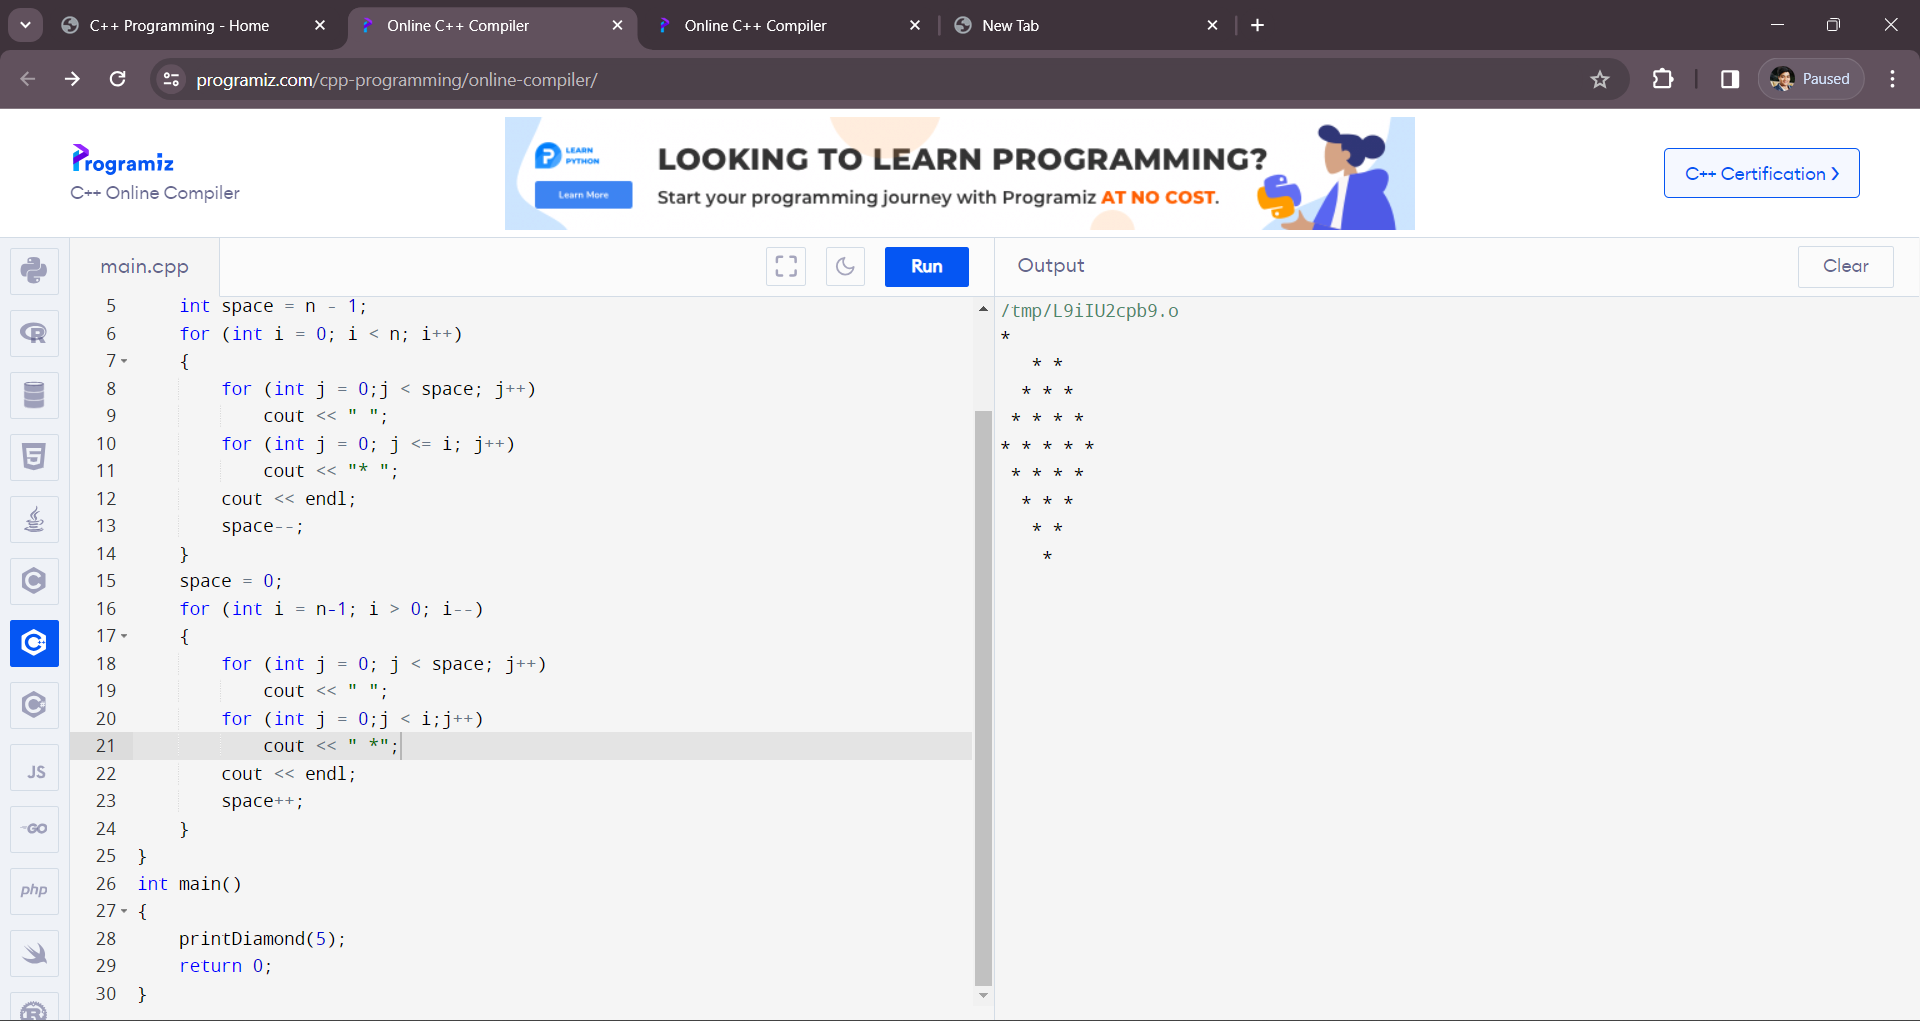 C++ Programming - Home
Online C++ Compiler
Online C++ Compiler
New Tab
programiz.com/cpp-programming/online-compiler/
Paused
Programiz
C++ Online Compiler
LEARN
PYTHON
Learn More
LOOKING TO LEARN PROGRAMMING?
Start your programming journey with Programiz AT NO COST.
C++ Certification
main.cpp
Run
5 int space = n - 1;
6 for (int i = 0; i < n; i++)
7 {
8 for (int j = 0;j < space; j++)
9 cout << " ";
10 for (int j = 0; j <= i; j++)
11 cout << "* ";
12 cout << endl;
13 space--;
14 }
15 space = 0;
16 for (int i = n-1; i > 0; i--)
17 {
18 for (int j = 0; j < space; j++)
19 cout << " ";
20 for (int j = 0;j < i;j++)
21 cout << " *";
22 cout << endl;
23 space++;
24 }
25 }
26 int main()
27 {
28 printDiamond(5);
29 return 0;
30 }
Output
Clear
/tmp/L9iIU2cpb9.o
*
* *
* * *
* * * *
* * * * *
* * * *
* * *
* *
*
R
5
C
C++
C#
JS
GO
php
R